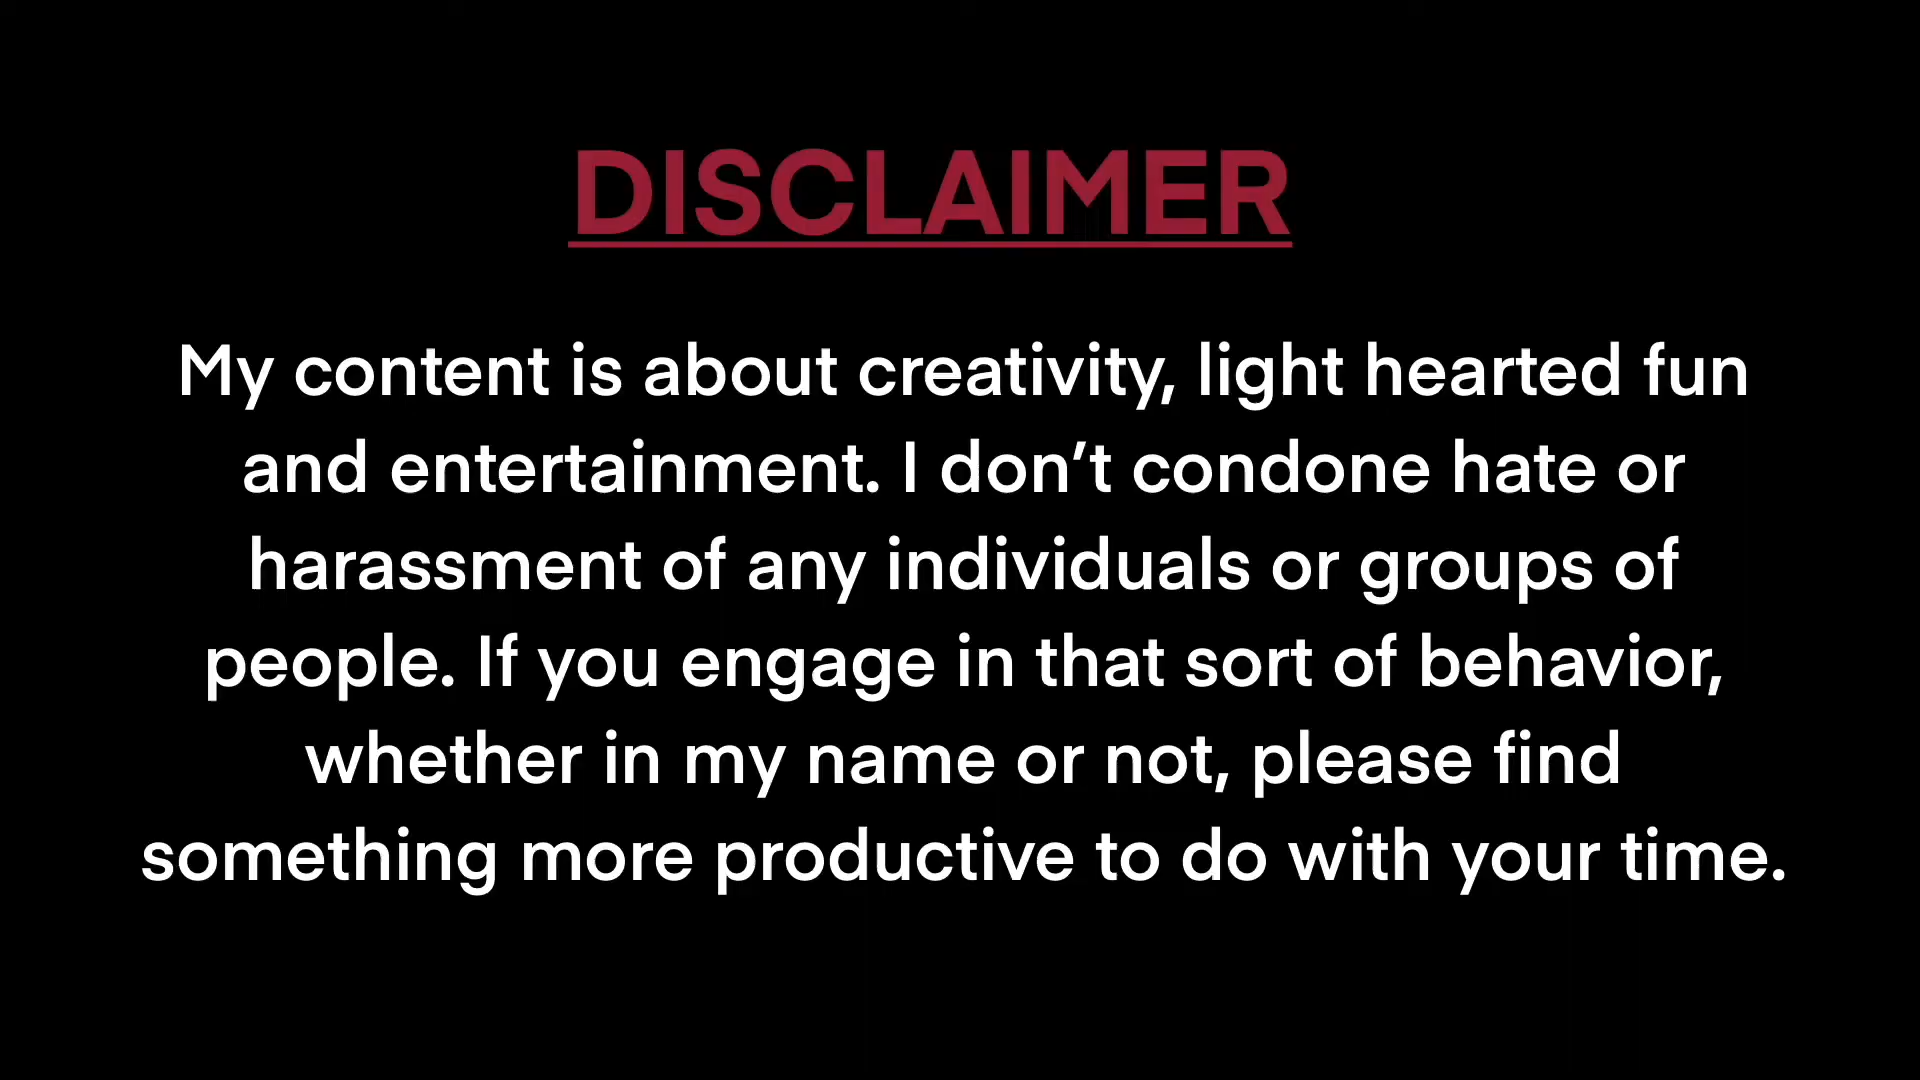 DISCLAIMER
My content is about creativity, light hearted fun
and entertainment. I don’t condone hate or
harassment of any individuals or groups of
people. If you engage in that sort of behavior,
whether in my name or not, please find
something more productive to do with your time.